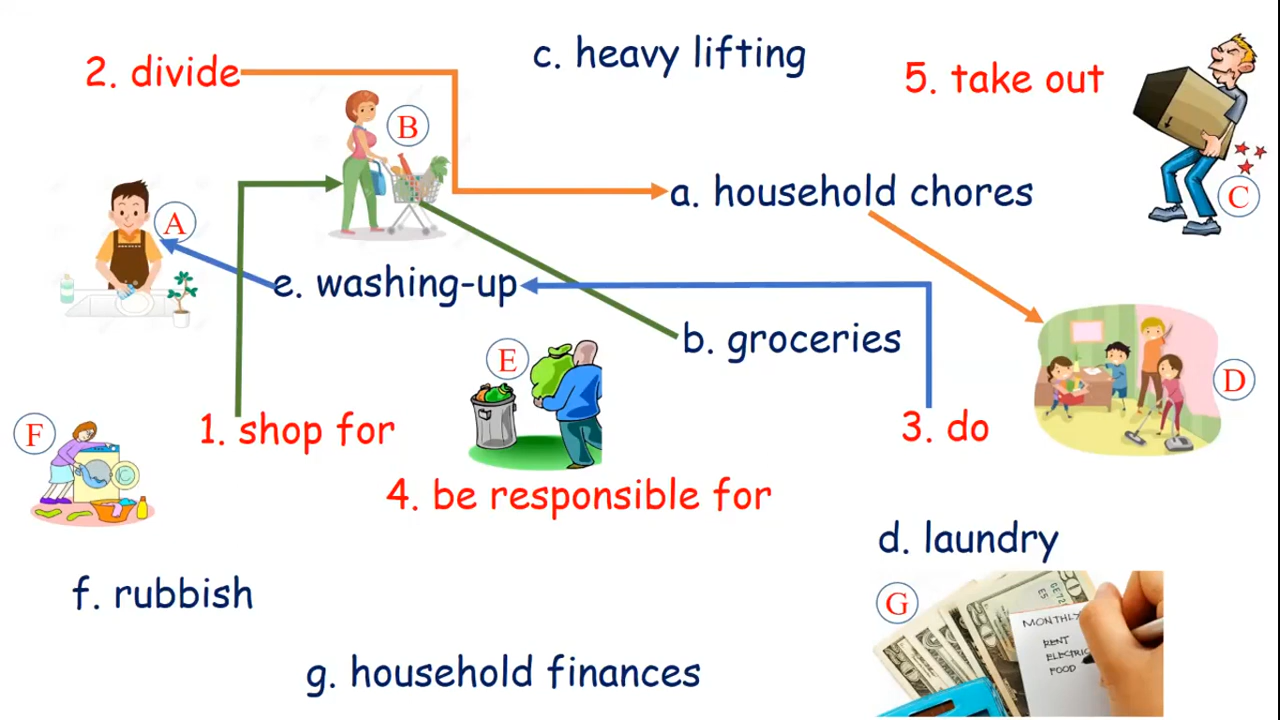 c. heavy lifting
2. divide
5. take out
B
a. household chores
C
A
e. washing-up
b. groceries
E
D
F
1. shop for
3. do
4. be responsible for
d. laundry
f. rubbish
G
MONTHLY
RENT
ELECTRIC
FOOD
g. household finances